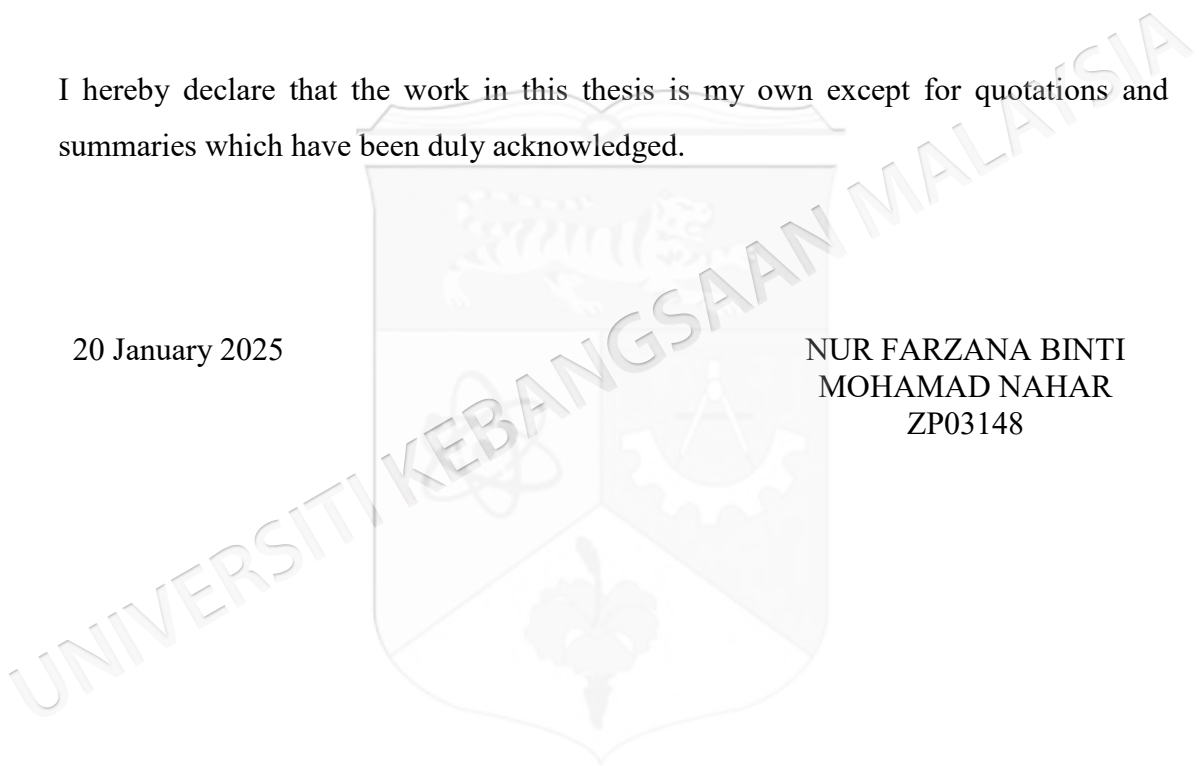 I hereby declare that the work in this thesis is my own except for quotations and
summaries which have been duly acknowledged.
20 January 2025
NUR FARZANA BINTI
MOHAMAD NAHAR
ZP03148
UNIVERSITI KEBANGSAAN MALAYSIA